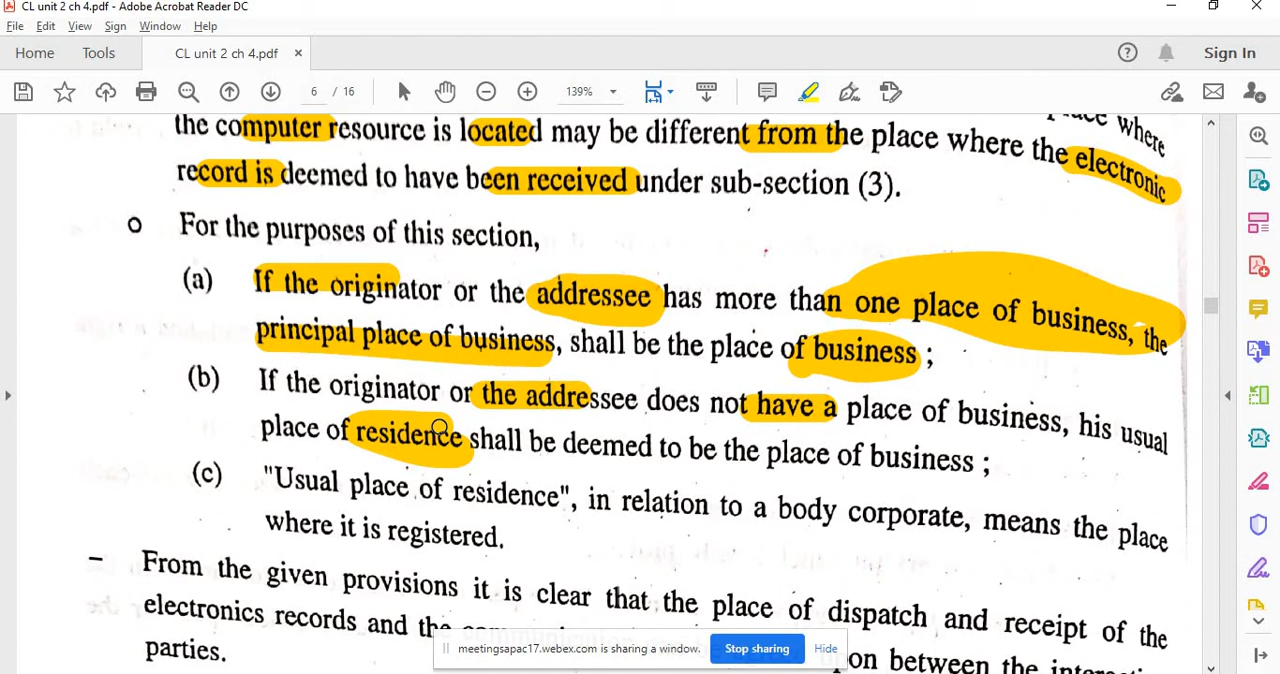 CL unit 2 ch 4.pdf - Adobe Acrobat Reader DC
File Edit View Sign Window Help
Home Tools CL unit 2 ch 4.pdf × Sign In
6 / 16 139%
place where
the computer resource is located may be different from the place where the electronic
record is deemed to have been received under sub-section (3).
o For the purposes of this section,
(a) If the originator or the addressee has more than one place of business, the
principal place of business, shall be the place of business ;
(b) If the originator or the addressee does not have a place of business, his usual
place of residence shall be deemed to be the place of business ;
(c) "Usual place of residence", in relation to a body corporate, means the place
where it is registered.
– From the given provisions it is clear that the place of dispatch and receipt of the
electronics records and the
meetingsapac17.webex.com is sharing a window. Stop sharing Hide
upon between the
parties.